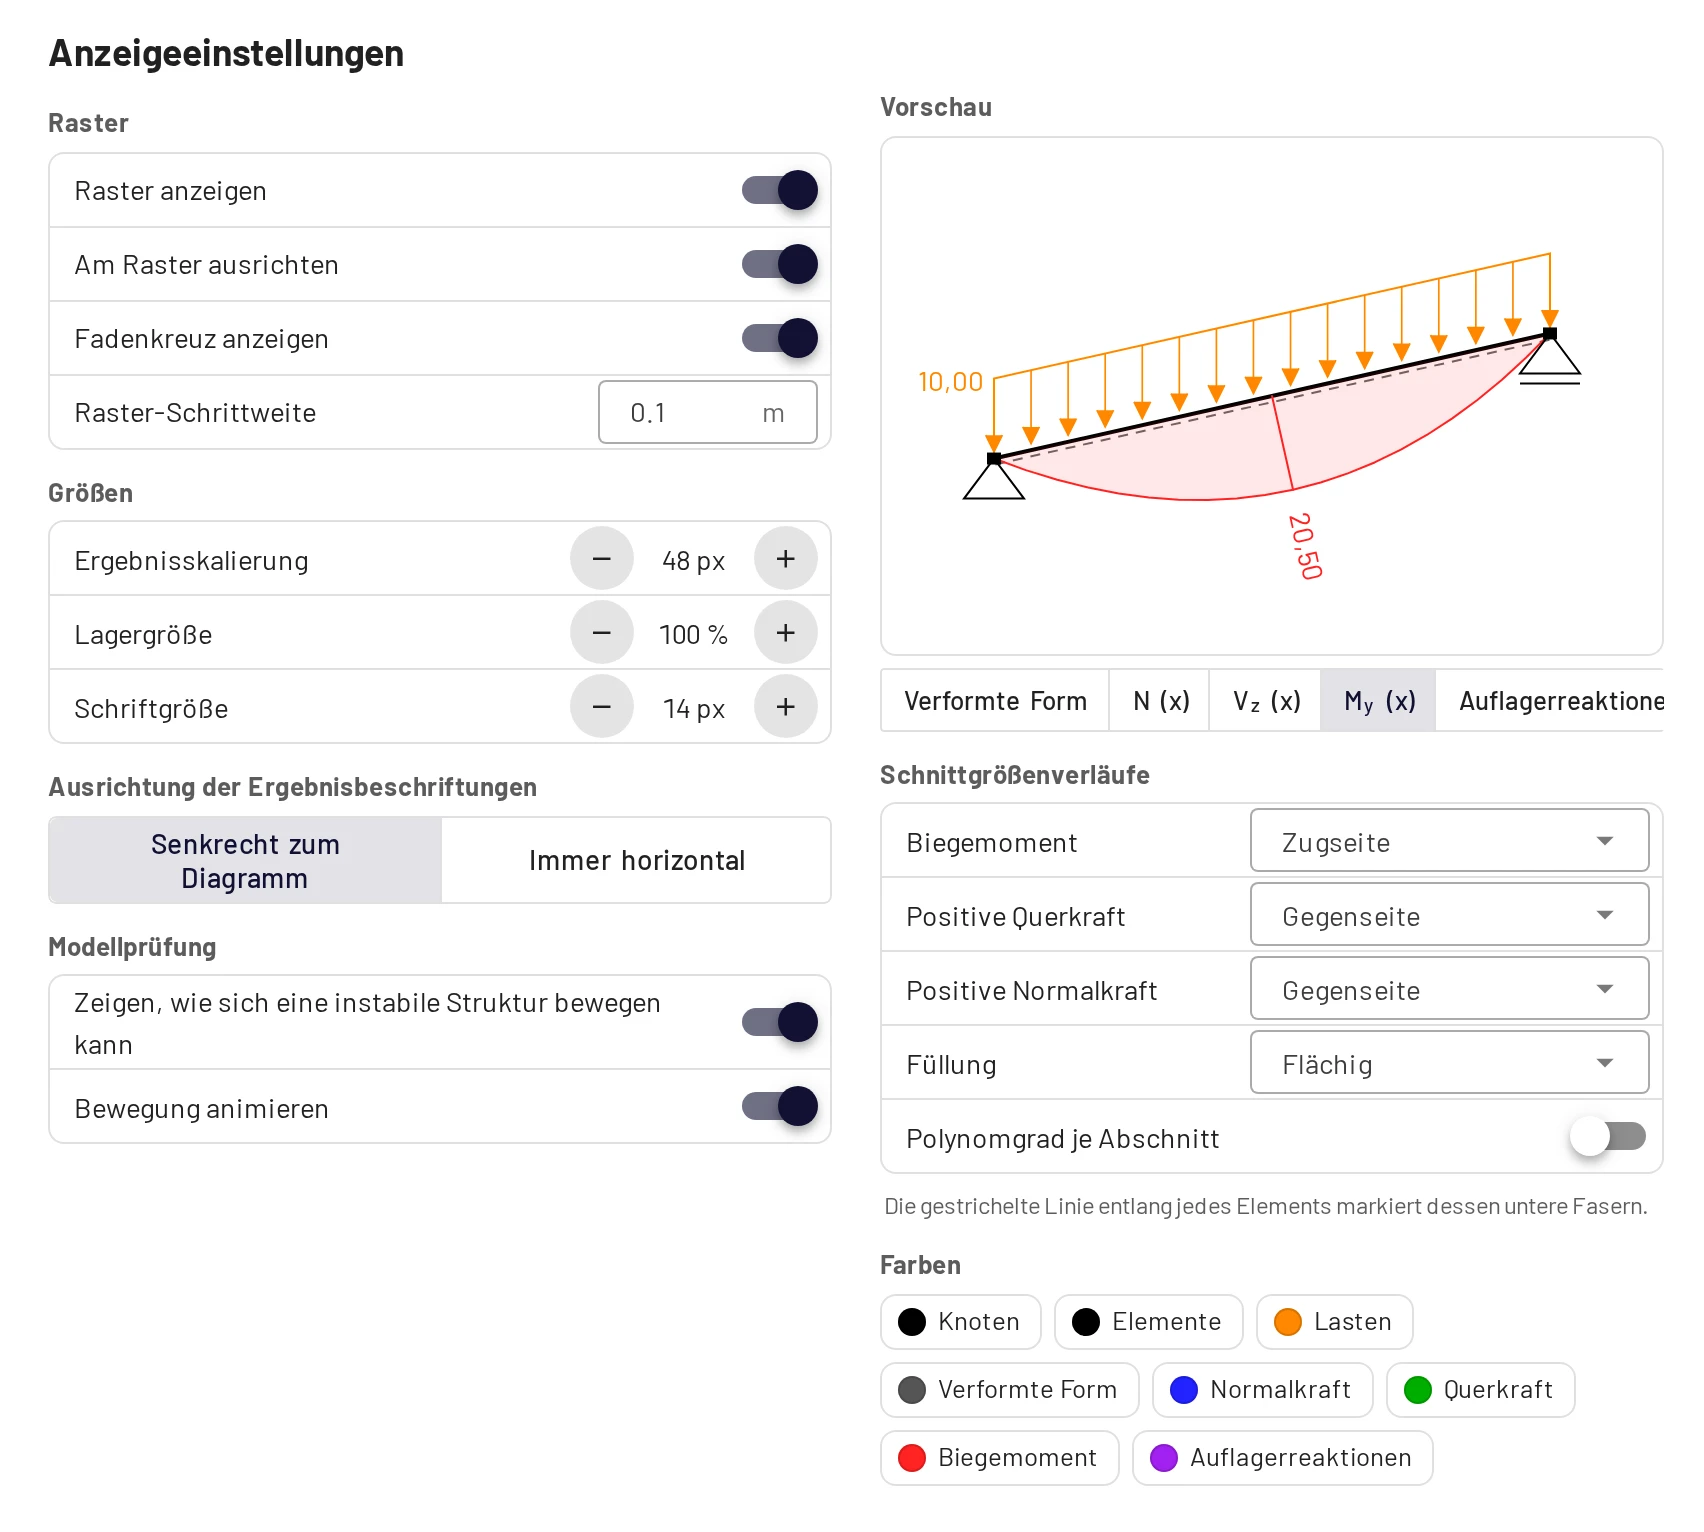 Anzeigeeinstellungen
Raster
Raster anzeigen
Am Raster ausrichten
Fadenkreuz anzeigen
Raster-Schrittweite 0.1 m
Größen
Ergebnisskalierung − 48 px +
Lagergröße − 100 % +
Schriftgröße − 14 px +
Ausrichtung der Ergebnisbeschriftungen
Senkrecht zum
Diagramm
Immer horizontal
Modellprüfung
Zeigen, wie sich eine instabile Struktur bewegen
kann
Bewegung animieren
Vorschau
10,00
20,50
Verformte Form N (x) Vz (x) My (x) Auflagerreaktione
Schnittgrößenverläufe
Biegemoment Zugseite
Positive Querkraft Gegenseite
Positive Normalkraft Gegenseite
Füllung Flächig
Polynomgrad je Abschnitt
Die gestrichelte Linie entlang jedes Elements markiert dessen untere Fasern.
Farben
Knoten Elemente Lasten
Verformte Form Normalkraft Querkraft
Biegemoment Auflagerreaktionen